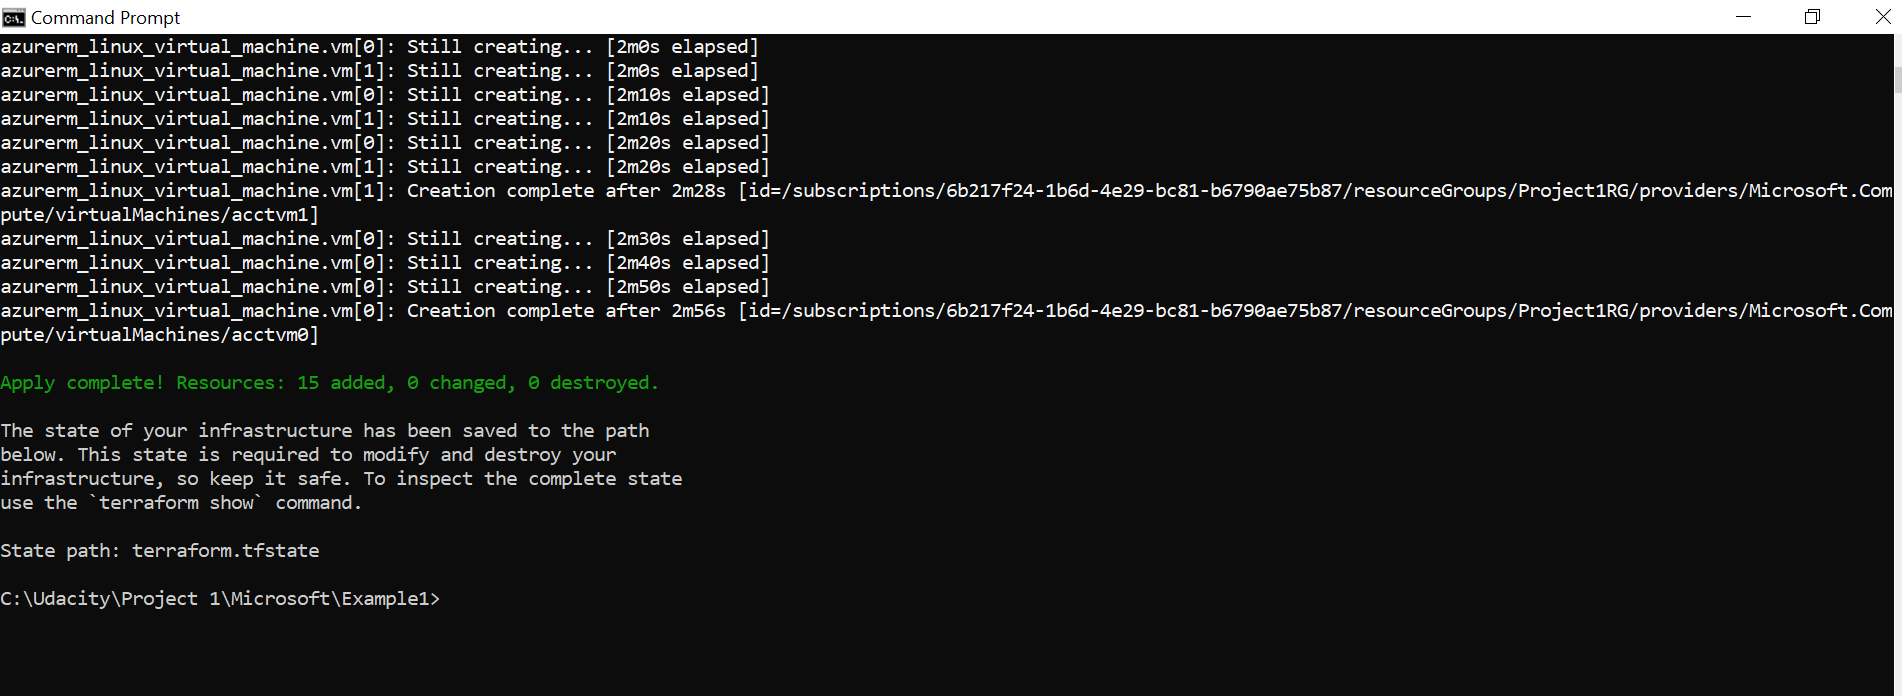 Command Prompt
azurerm_linux_virtual_machine.vm[0]: Still creating... [2m0s elapsed]
azurerm_linux_virtual_machine.vm[1]: Still creating... [2m0s elapsed]
azurerm_linux_virtual_machine.vm[0]: Still creating... [2m10s elapsed]
azurerm_linux_virtual_machine.vm[1]: Still creating... [2m10s elapsed]
azurerm_linux_virtual_machine.vm[0]: Still creating... [2m20s elapsed]
azurerm_linux_virtual_machine.vm[1]: Still creating... [2m20s elapsed]
azurerm_linux_virtual_machine.vm[1]: Creation complete after 2m28s [id=/subscriptions/6b217f24-1b6d-4e29-bc81-b6790ae75b87/resourceGroups/Project1RG/providers/Microsoft.Com
pute/virtualMachines/acctvm1]
azurerm_linux_virtual_machine.vm[0]: Still creating... [2m30s elapsed]
azurerm_linux_virtual_machine.vm[0]: Still creating... [2m40s elapsed]
azurerm_linux_virtual_machine.vm[0]: Still creating... [2m50s elapsed]
azurerm_linux_virtual_machine.vm[0]: Creation complete after 2m56s [id=/subscriptions/6b217f24-1b6d-4e29-bc81-b6790ae75b87/resourceGroups/Project1RG/providers/Microsoft.Com
pute/virtualMachines/acctvm0]
Apply complete! Resources: 15 added, 0 changed, 0 destroyed.
The state of your infrastructure has been saved to the path
below. This state is required to modify and destroy your
infrastructure, so keep it safe. To inspect the complete state
use the `terraform show` command.
State path: terraform.tfstate
C:\Udacity\Project 1\Microsoft\Example1>